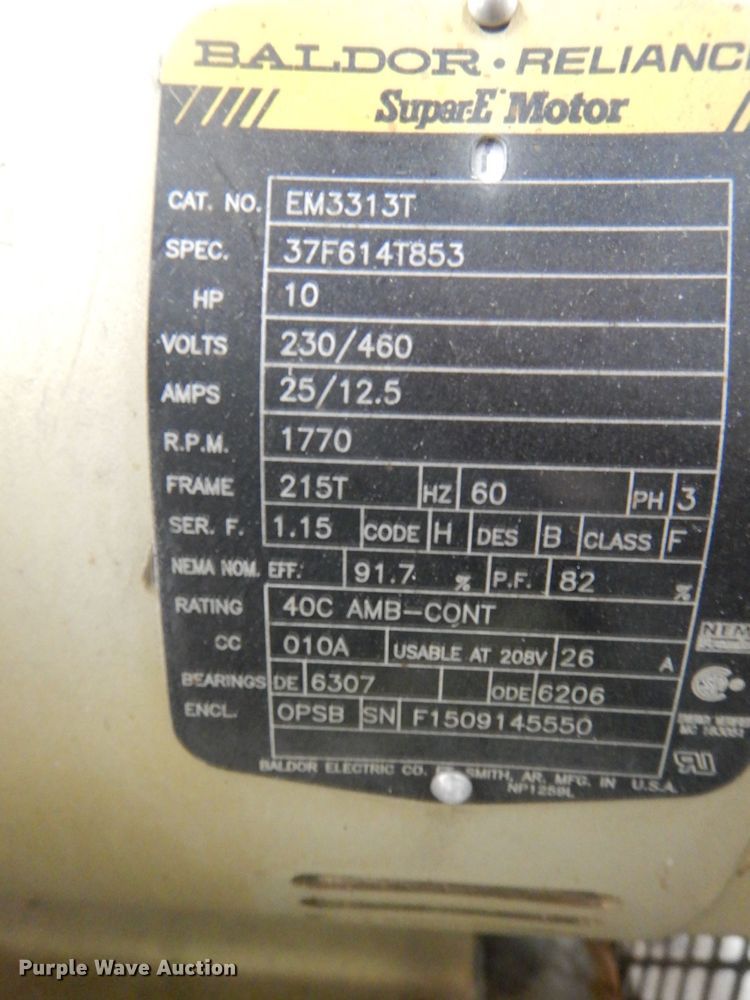 BALDOR • RELIANC
Super-E Motor
CAT. NO. EM3313T
SPEC. 37F614T853
HP 10
VOLTS 230/460
AMPS 25/12.5
R.P.M. 1770
FRAME 215T HZ 60 PH 3
SER. F. 1.15 CODE H DES B CLASS F
NEMA NOM. EFF. 91.7 % P.F. 82 %
RATING 40C AMB-CONT
NEM
CC 010A USABLE AT 208V 26 A
BEARINGS DE 6307 ODE 6206
ENCL. OPSB SN F1509145550
BALDOR ELECTRIC CO. SMITH, AR. MFG. IN U.S.A.
NP1259L
Purple Wave Auction